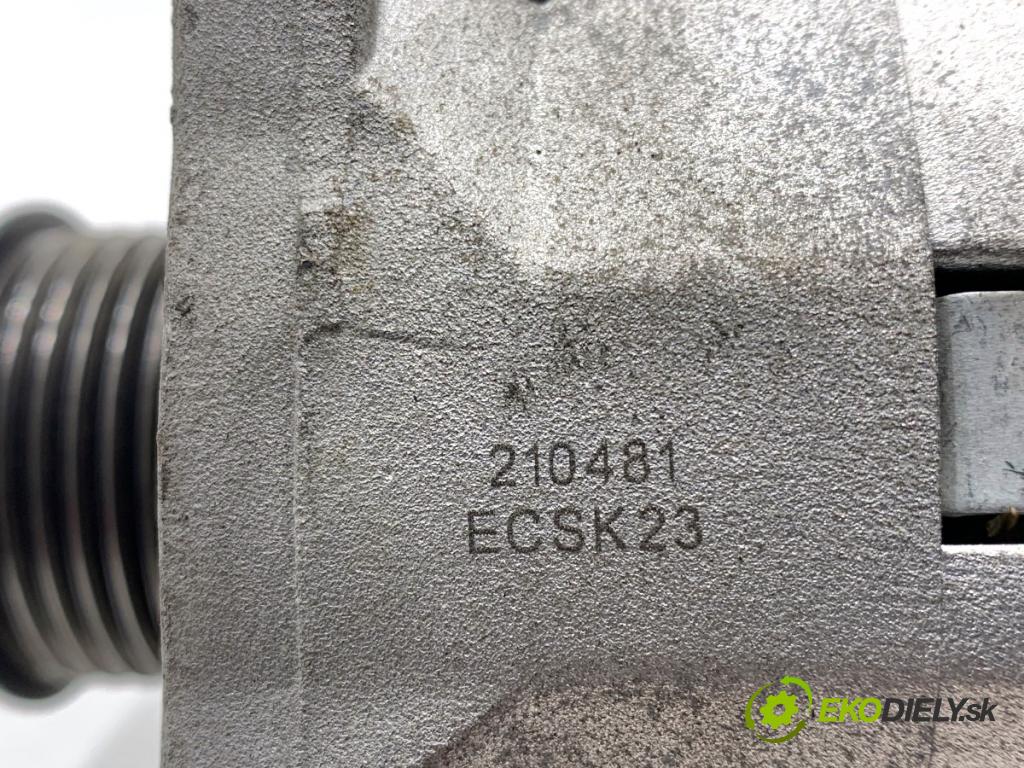 210481
ECSK23
EKODIELY.sk